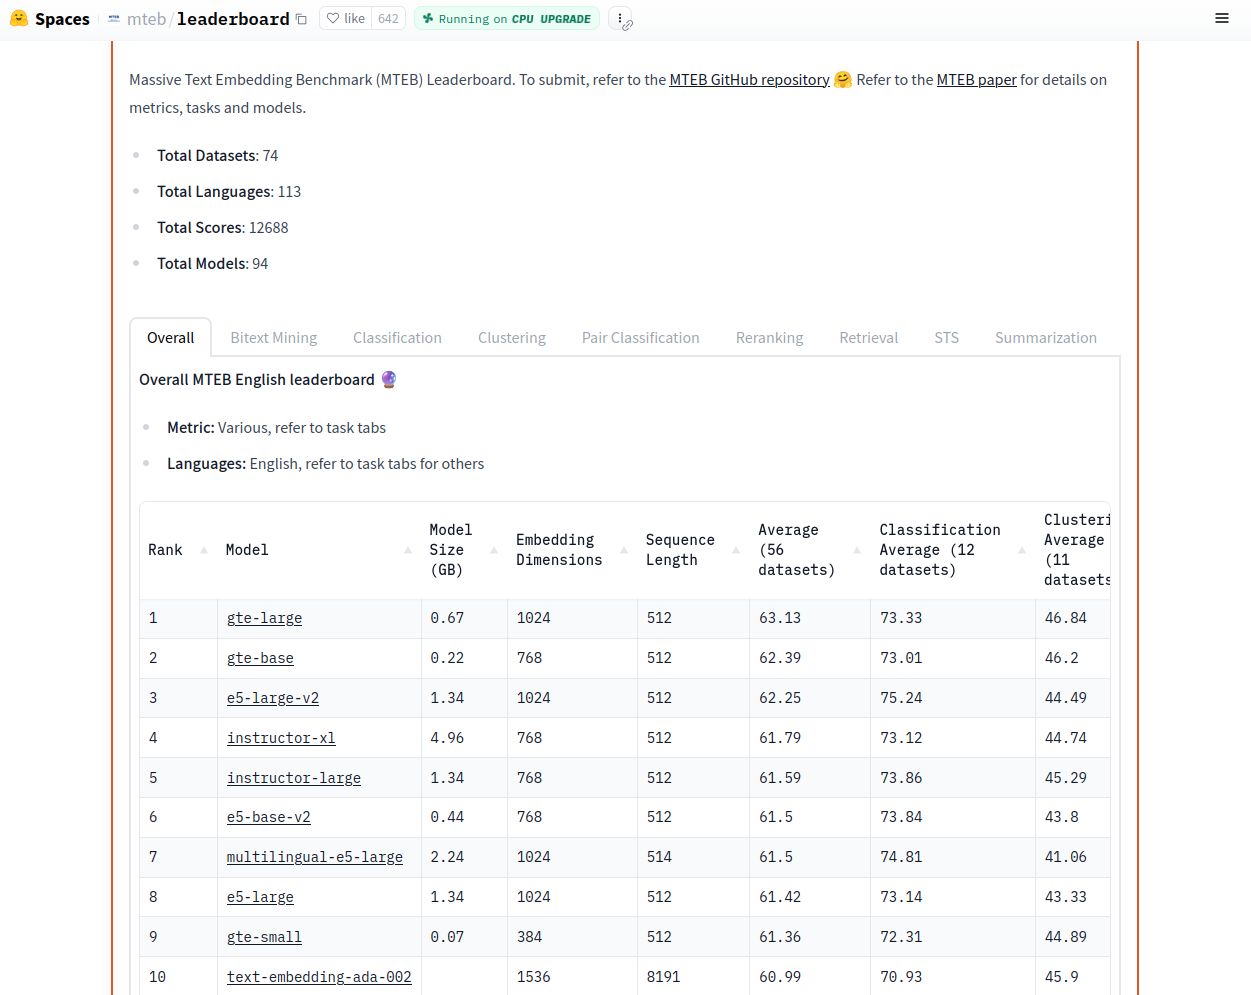 Spaces mteb/leaderboard like 642 Running on CPU UPGRADE
Massive Text Embedding Benchmark (MTEB) Leaderboard. To submit, refer to the MTEB GitHub repository 🤗 Refer to the MTEB paper for details on
metrics, tasks and models.
Total Datasets: 74
Total Languages: 113
Total Scores: 12688
Total Models: 94
Overall Bitext Mining Classification Clustering Pair Classification Reranking Retrieval STS Summarization
Overall MTEB English leaderboard 🔮
Metric: Various, refer to task tabs
Languages: English, refer to task tabs for others
Rank Model Model Size (GB) Embedding Dimensions Sequence Length Average (56 datasets) Classification Average (12 datasets) Clusteri Average (11 datasets
1 gte-large 0.67 1024 512 63.13 73.33 46.84
2 gte-base 0.22 768 512 62.39 73.01 46.2
3 e5-large-v2 1.34 1024 512 62.25 75.24 44.49
4 instructor-xl 4.96 768 512 61.79 73.12 44.74
5 instructor-large 1.34 768 512 61.59 73.86 45.29
6 e5-base-v2 0.44 768 512 61.5 73.84 43.8
7 multilingual-e5-large 2.24 1024 514 61.5 74.81 41.06
8 e5-large 1.34 1024 512 61.42 73.14 43.33
9 gte-small 0.07 384 512 61.36 72.31 44.89
10 text-embedding-ada-002 1536 8191 60.99 70.93 45.9